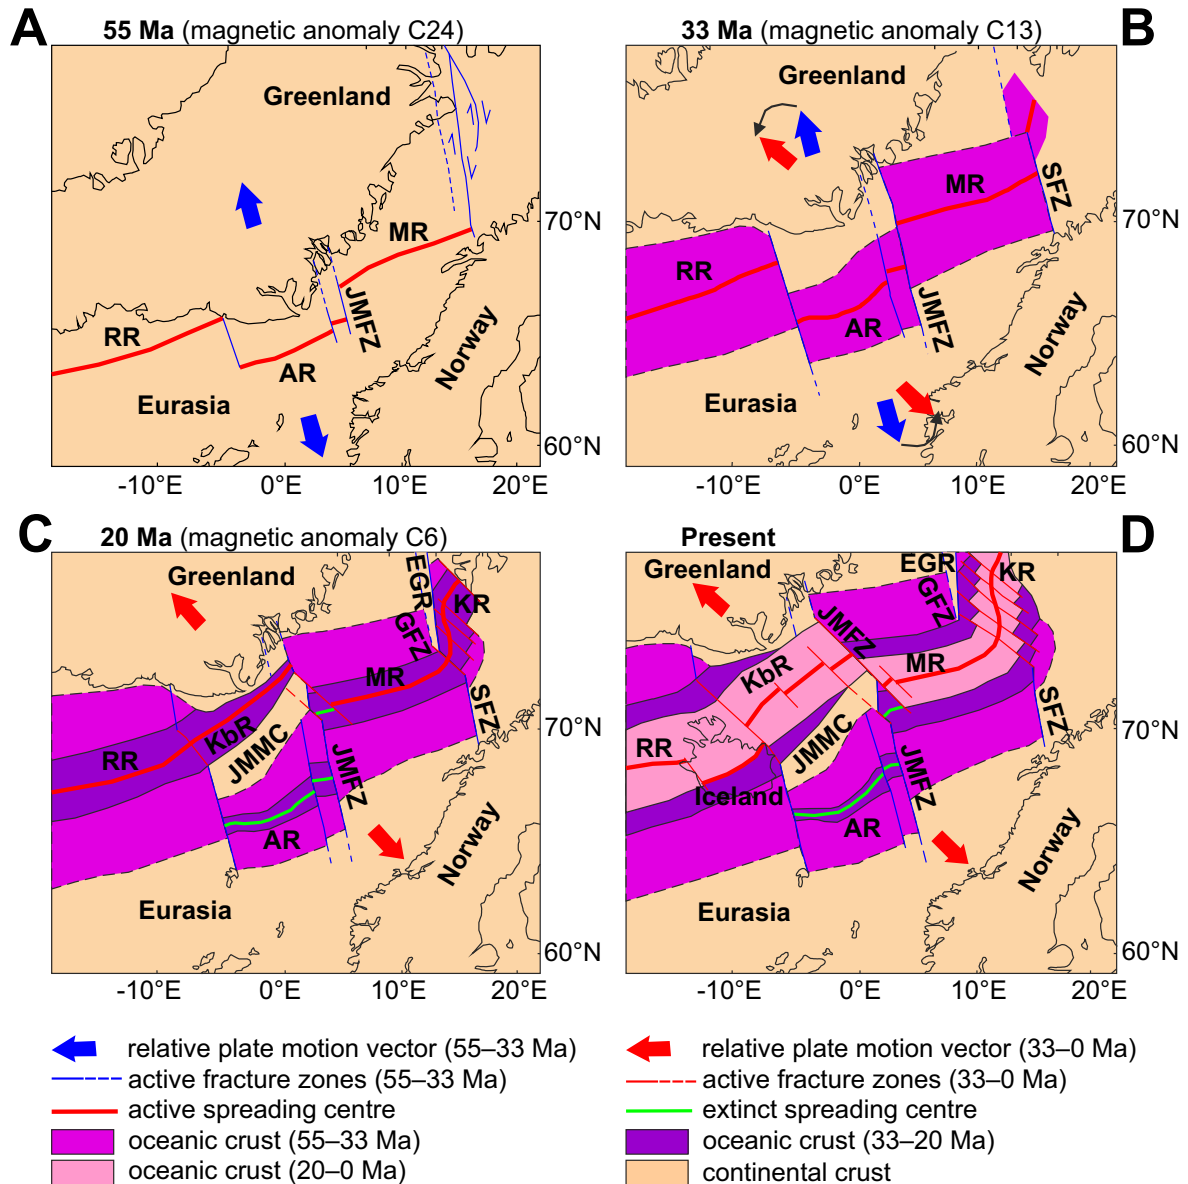 A
55 Ma (magnetic anomaly C24)
Greenland
MR
RR
JMFZ
AR
Eurasia
Norway
70°N
60°N
-10°E
0°E
10°E
20°E
33 Ma (magnetic anomaly C13)
B
Greenland
MR
SFZ
RR
AR
JMFZ
Eurasia
Norway
70°N
60°N
-10°E
0°E
10°E
20°E
C
20 Ma (magnetic anomaly C6)
Greenland
EGR
GFZ
KR
MR
SFZ
KbR
RR
JMMC
JMFZ
AR
Eurasia
Norway
70°N
60°N
-10°E
0°E
10°E
20°E
Present
D
Greenland
EGR
GFZ
KR
JMFZ
MR
KbR
SFZ
RR
JMMC
JMFZ
Iceland
AR
Eurasia
Norway
70°N
60°N
-10°E
0°E
10°E
20°E
relative plate motion vector (55–33 Ma)
active fracture zones (55–33 Ma)
active spreading centre
oceanic crust (55–33 Ma)
oceanic crust (20–0 Ma)
relative plate motion vector (33–0 Ma)
active fracture zones (33–0 Ma)
extinct spreading centre
oceanic crust (33–20 Ma)
continental crust